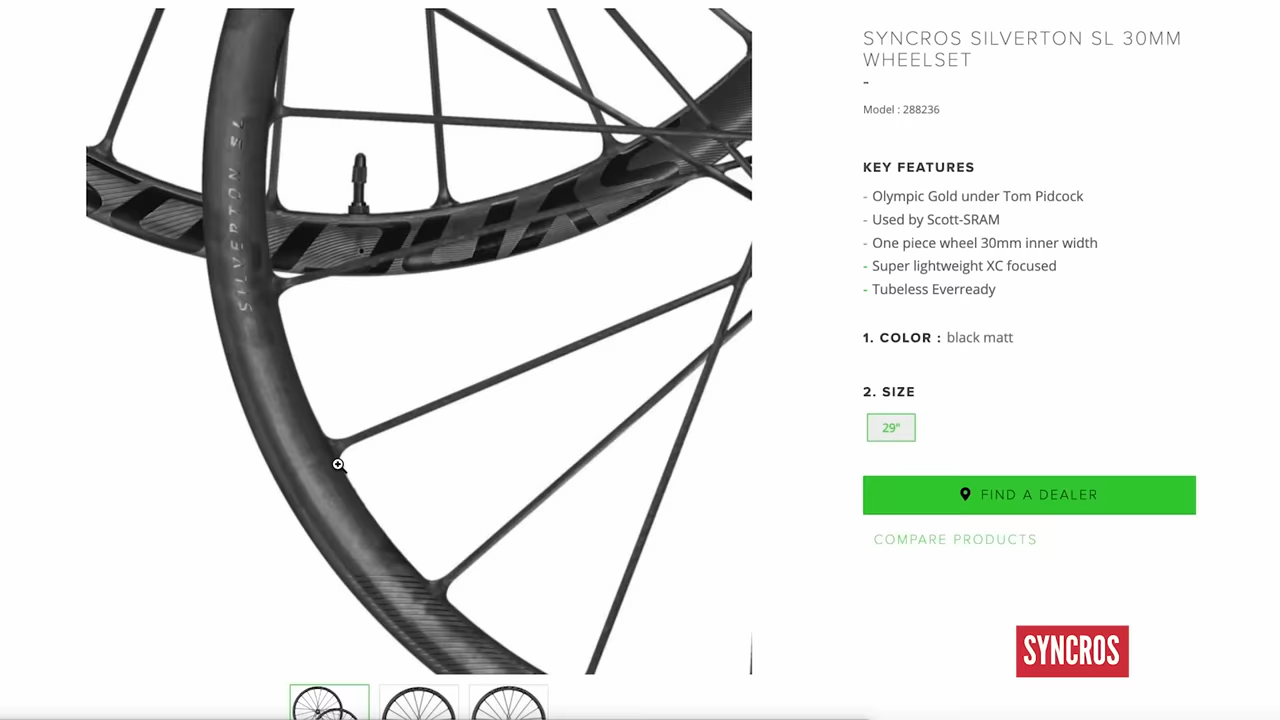 SYNCROS SILVERTON SL 30MM
WHEELSET
-
Model : 288236
KEY FEATURES
- Olympic Gold under Tom Pidcock
- Used by Scott-SRAM
- One piece wheel 30mm inner width
- Super lightweight XC focused
- Tubeless Everready
1. COLOR : black matt
2. SIZE
29"
FIND A DEALER
COMPARE PRODUCTS
SYNCROS
SILVERTON SL